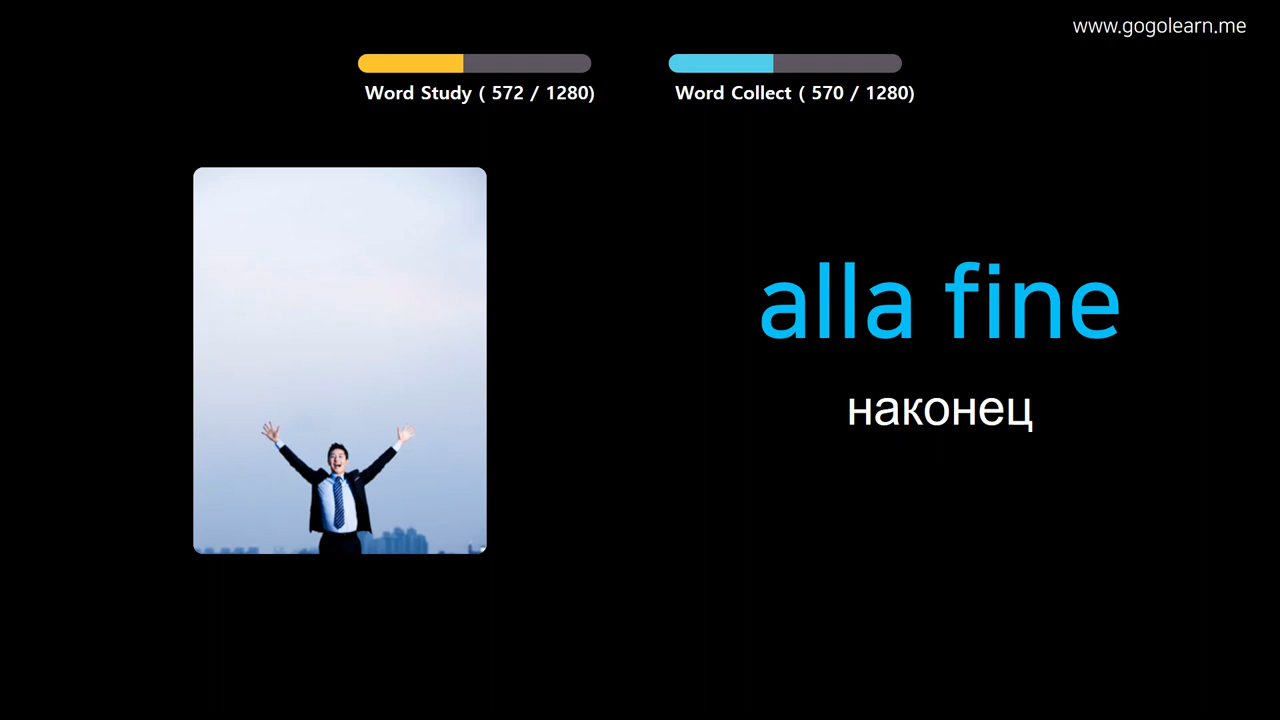 www.gogolearn.me
Word Study ( 572 / 1280)
Word Collect ( 570 / 1280)
alla fine
наконец